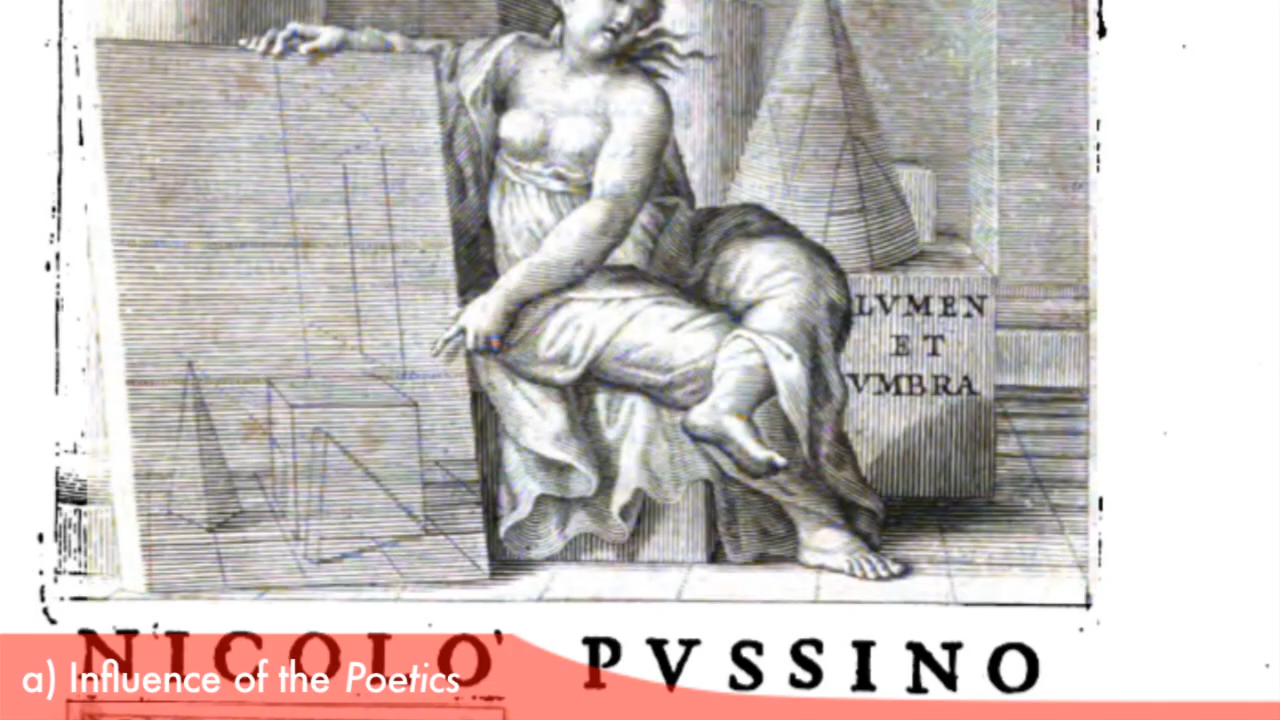 LVMEN
ET
VMBRA
NICOLO' PVSSINO
a) Influence of the Poetics